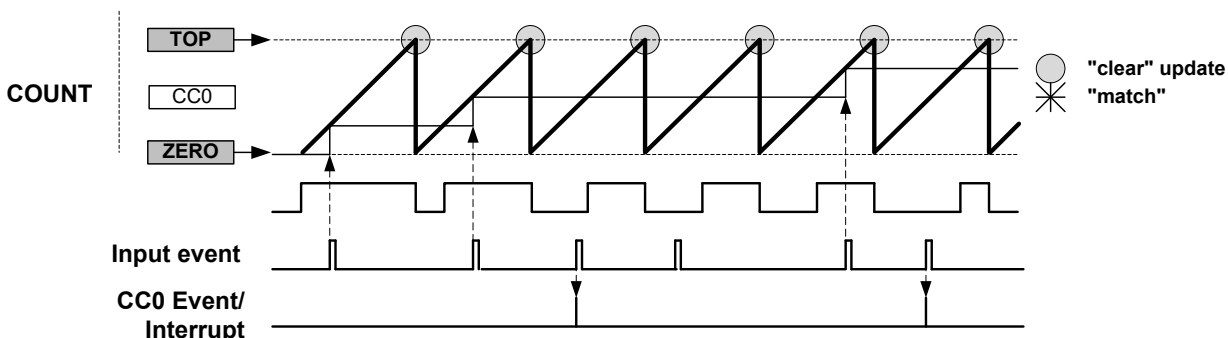 TOP
"clear" update
COUNT
CC0
"match"
ZERO
Input event
CC0 Event/
Interrupt